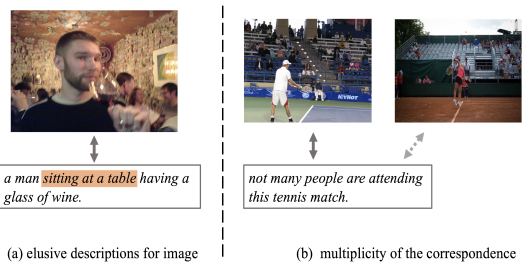 a man sitting at a table having a
glass of wine.
(a) elusive descriptions for image
not many people are attending
this tennis match.
(b) multiplicity of the correspondence